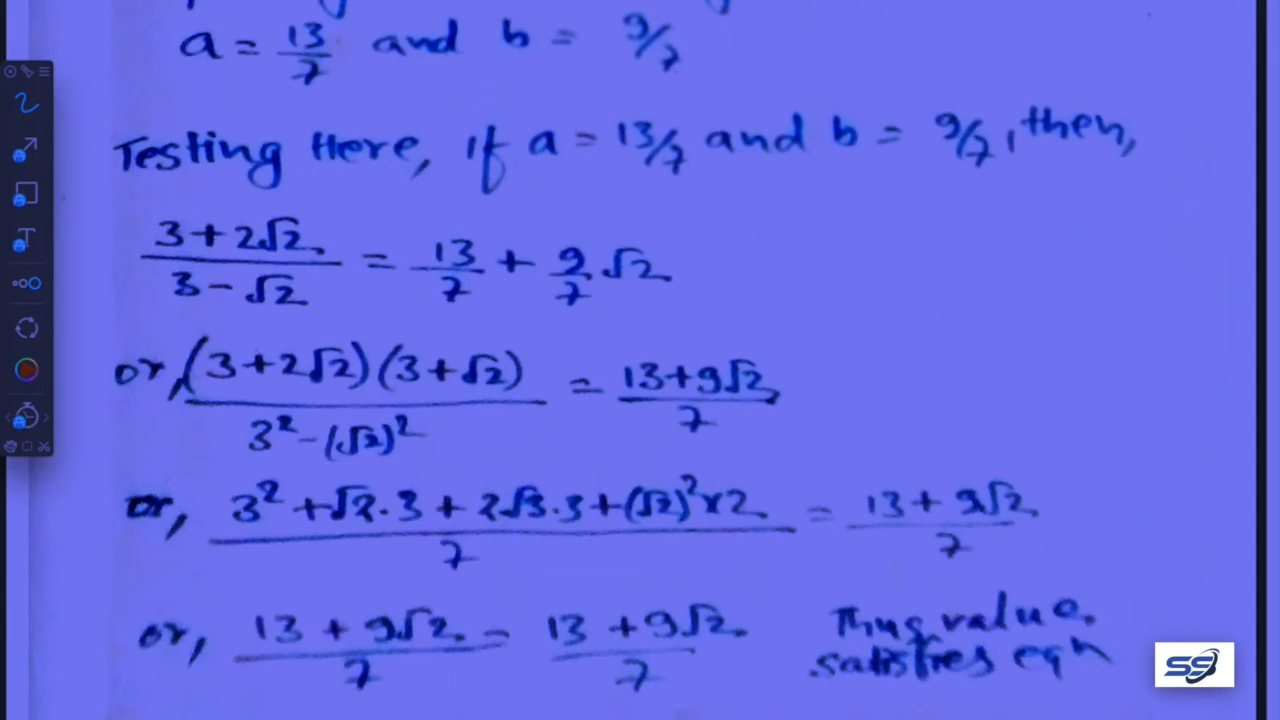 a = 13/7 and b = 9/7
Testing Here, If a = 13/7 and b = 9/7, then,
(3+2√2)/(3-√2) = 13/7 + 9/7 √2
or, ((3+2√2)(3+√2))/(3²-(√2)²) = (13+9√2)/7
or, (3²+√2.3+2√3.3+(√2)²×2)/7 = (13+9√2)/7
or, (13+9√2)/7 = (13+9√2)/7 Thus value
satisfies eqn
SS